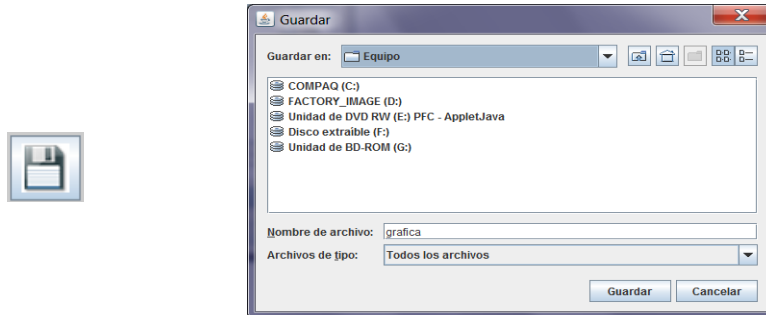 Guardar
Guardar en: Equipo
COMPAQ (C:)
FACTORY_IMAGE (D:)
Unidad de DVD RW (E:) PFC - AppletJava
Disco extraíble (F:)
Unidad de BD-ROM (G:)
Nombre de archivo: grafica
Archivos de tipo: Todos los archivos
Guardar Cancelar